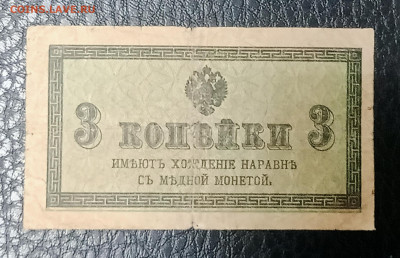 COINS.LAVE.RU
3 КОПѢЙКИ 3
ИМѢЮТЪ ХОЖДЕНІЕ НАРАВНѢ
СЪ МѢДНОЙ МОНЕТОЙ.